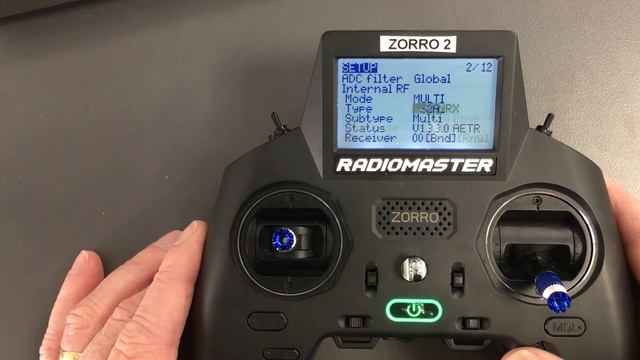 ZORRO 2
SETUP 2/12
ADC filter Global
Internal RF
Mode MULTI
Type
Subtype Multi
Status V1.3.3.0 AETR
Receiver 00 [Bnd] [Rng]
RADIOMASTER
ZORRO
MDL